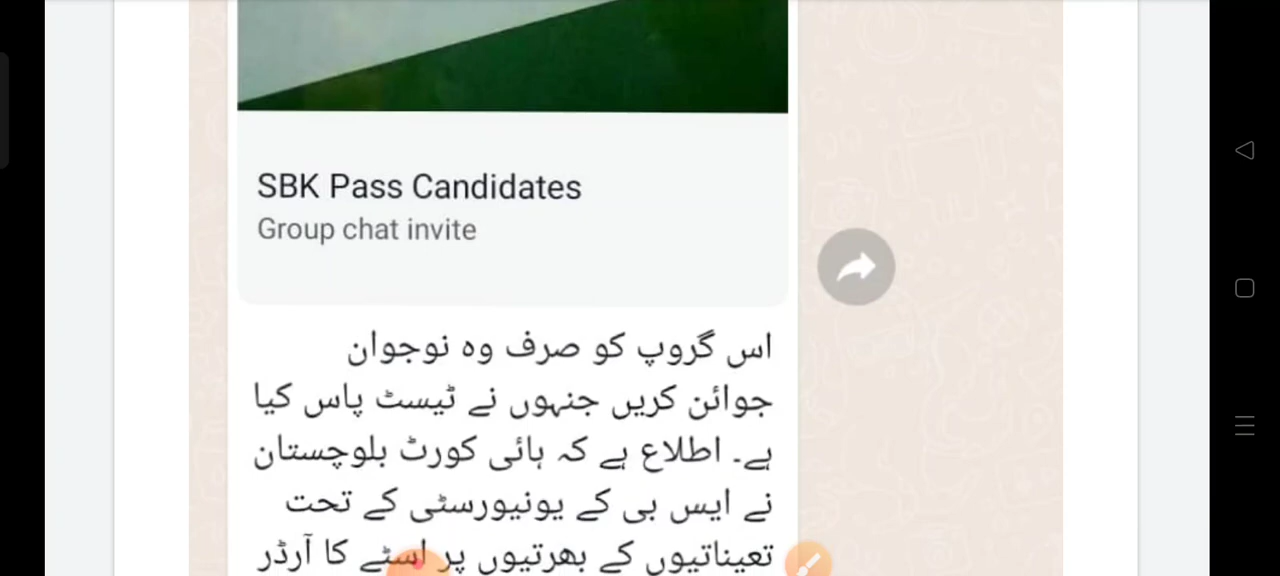 SBK Pass Candidates
Group chat invite
اس گروپ کو صرف وہ نوجوان
جوائن کریں جنہوں نے ٹیسٹ پاس کیا
ہے۔ اطلاع ہے کہ ہائی کورٹ بلوچستان
نے ایس بی کے یونیورسٹی کے تحت
تعیناتیوں کے بھرتیوں پر اسٹے کا آرڈر